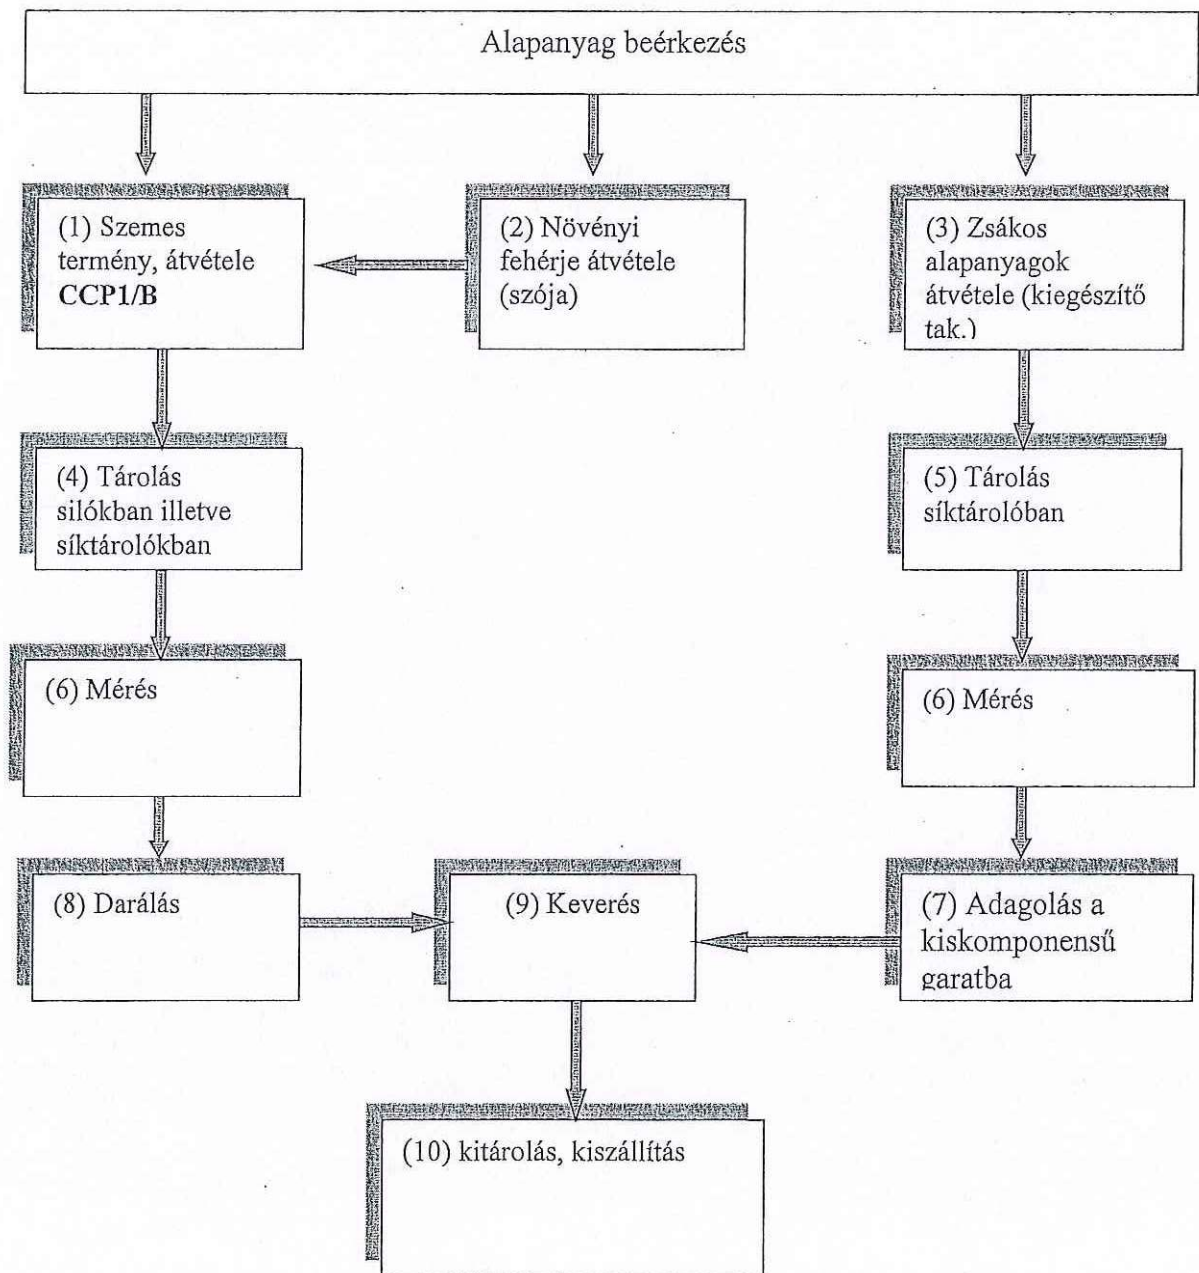 Alapanyag beérkezés
(1) Szemes
termény, átvétele
CCP1/B
(2) Növényi
fehérje átvétele
(szója)
(3) Zsákos
alapanyagok
átvétele (kiegészítő
tak.)
(4) Tárolás
silókban illetve
síktárolókban
(5) Tárolás
síktárolóban
(6) Mérés
(6) Mérés
(8) Darálás
(9) Keverés
(7) Adagolás a
kiskomponensű
garatba
(10) kitárolás, kiszállítás